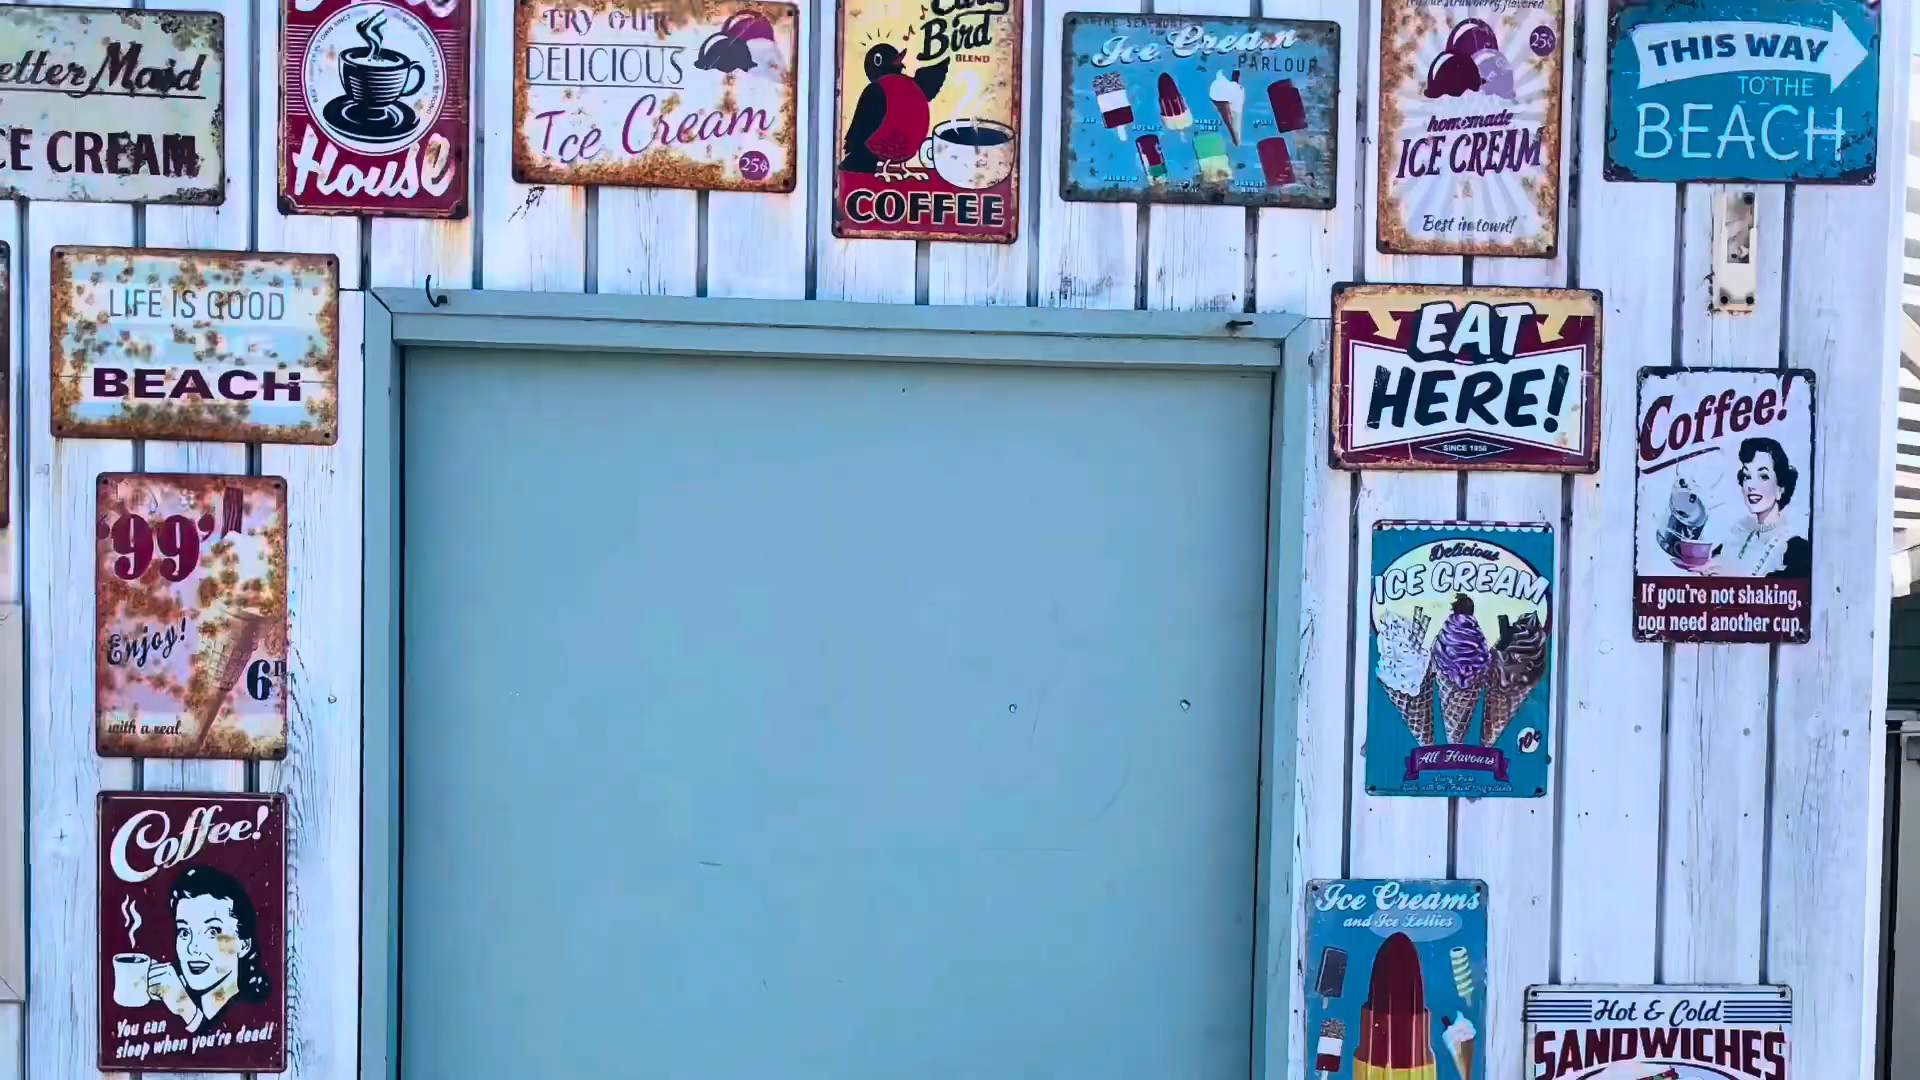 etter Maid
CE CREAM
House
TRY OUR
DELICIOUS
Ice Cream
25¢
Early
Bird
BLEND
COFFEE
Ice Cream
PARLOUR
25¢
homemade
ICE CREAM
Best in town!
THIS WAY
TO THE
BEACH
LIFE IS GOOD
BEACH
EAT
HERE!
SINCE 1956
Coffee!
If you're not shaking,
you need another cup.
'99'
Enjoy!
6D
with a real
Delicious
ICE CREAM
10¢
All Flavours
Coffee!
You can
sleep when you're dead!
Ice Creams
and Ice Lollies
Hot & Cold
SANDWICHES